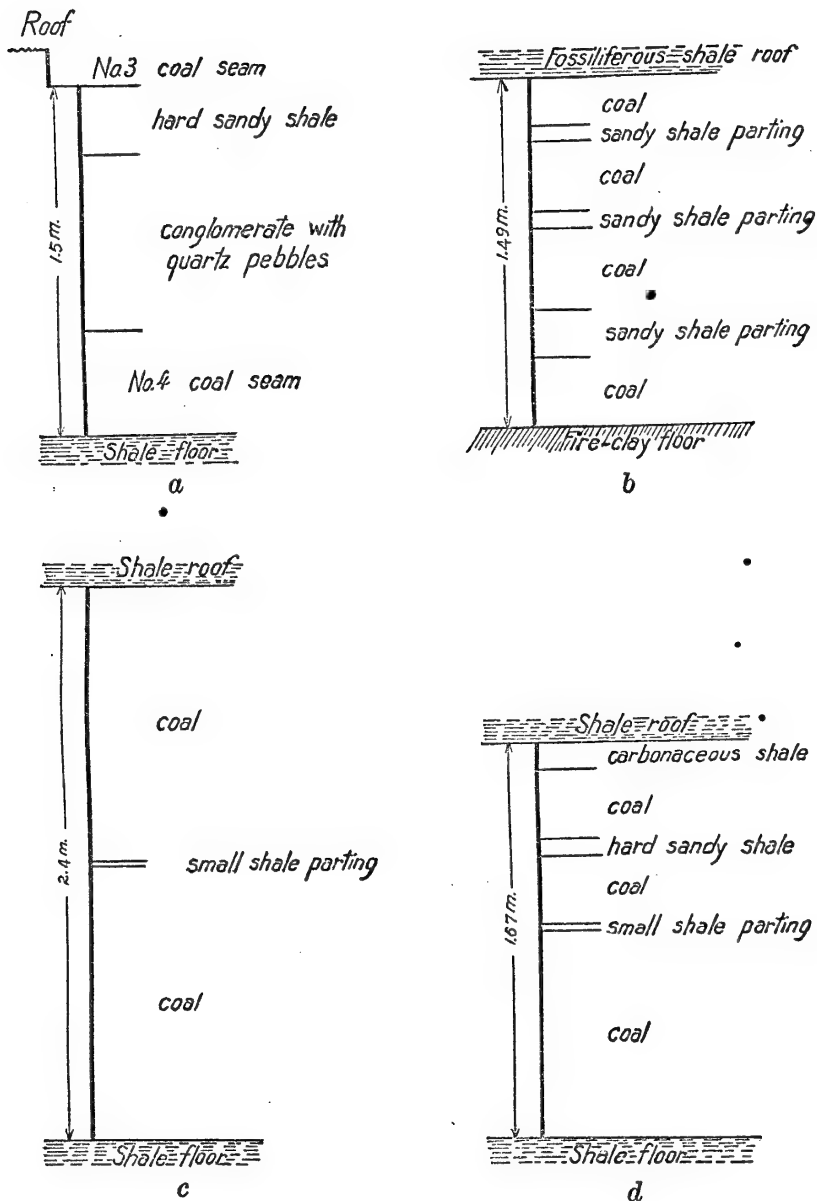 Roof
No.3 coal seam
hard sandy shale
1.5 m.
conglomerate with
quartz pebbles
No.4 coal seam
Shale floor
a
Fossiliferous shale roof
coal
sandy shale parting
coal
1.49 m.
sandy shale parting
coal
sandy shale parting
coal
Fire-clay floor
b
Shale roof
coal
2.4 m.
small shale parting
coal
Shale floor
c
Shale roof
carbonaceous shale
coal
hard sandy shale
coal
1.67 m.
small shale parting
coal
Shale floor
d